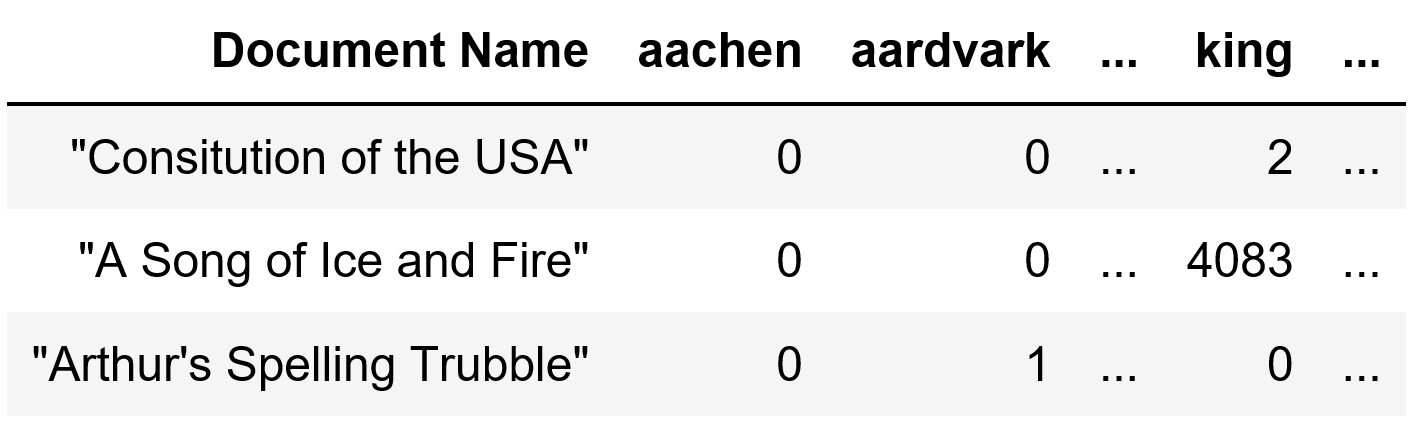 Document Name aachen aardvark ... king ...
"Consitution of the USA" 0 0 ... 2 ...
"A Song of Ice and Fire" 0 0 ... 4083 ...
"Arthur's Spelling Trubble" 0 1 ... 0 ...